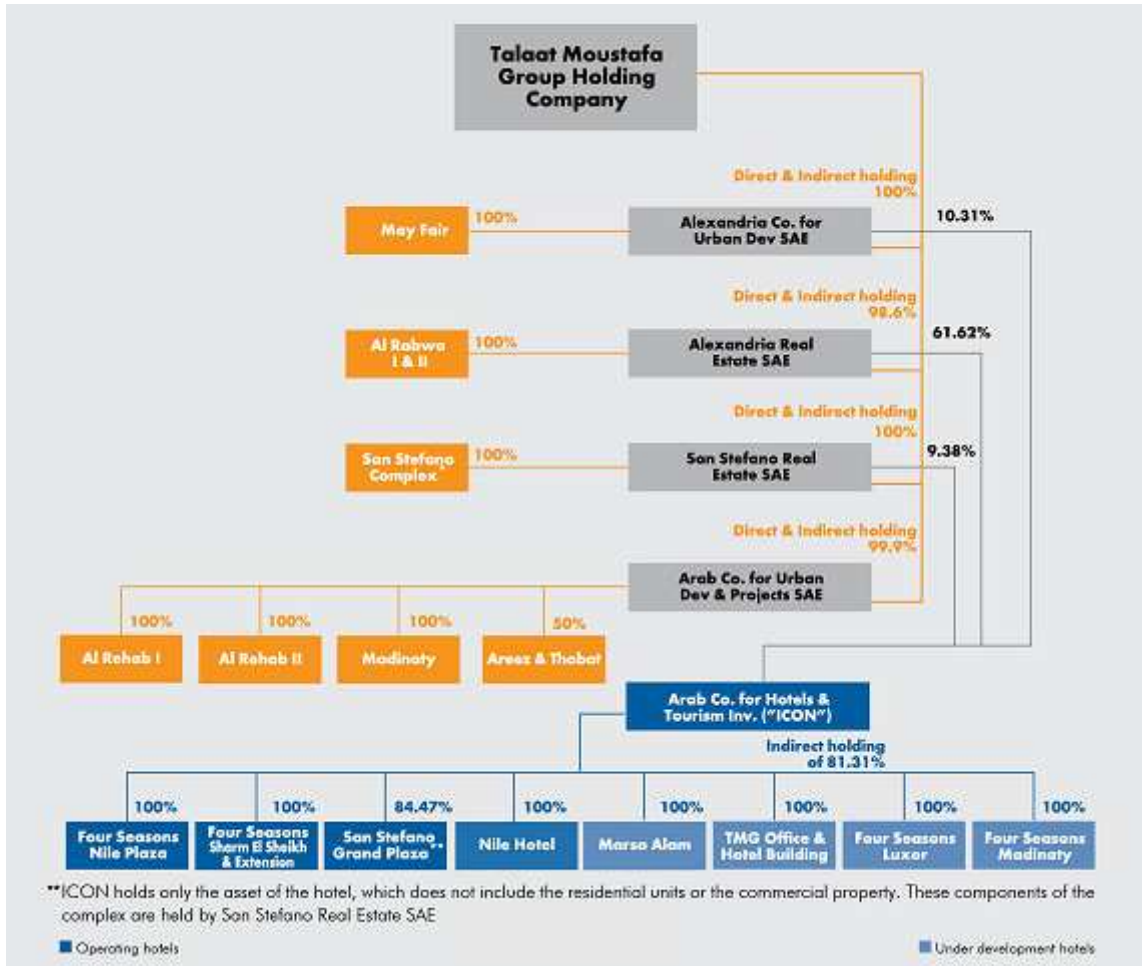 Talaat Moustafa
Group Holding
Company
Direct & Indirect holding
100%
10.31%
May Fair
100%
Alexandria Co. for
Urban Dev SAE
Direct & Indirect holding
98.6%
61.62%
Al Rabwa
I & II
100%
Alexandria Real
Estate SAE
Direct & Indirect holding
100%
9.38%
San Stefano
Complex*
100%
San Stefano Real
Estate SAE
Direct & Indirect holding
99.9%
Arab Co. for Urban
Dev & Projects SAE
100%
100%
100%
50%
Al Rehab I
Al Rehab II
Madinaty
Areez & Thabat
Arab Co. for Hotels &
Tourism Inv. ("ICON")
Indirect holding
of 81.31%
100%
100%
84.47%
100%
100%
100%
100%
100%
Four Seasons
Nile Plaza
Four Seasons
Sharm El Sheikh
& Extension
San Stefano
Grand Plaza**
Nile Hotel
Marsa Alam
TMG Office &
Hotel Building
Four Seasons
Luxor
Four Seasons
Madinaty
**ICON holds only the asset of the hotel, which does not include the residential units or the commercial property. These components of the
complex are held by San Stefano Real Estate SAE
Operating hotels
Under development hotels